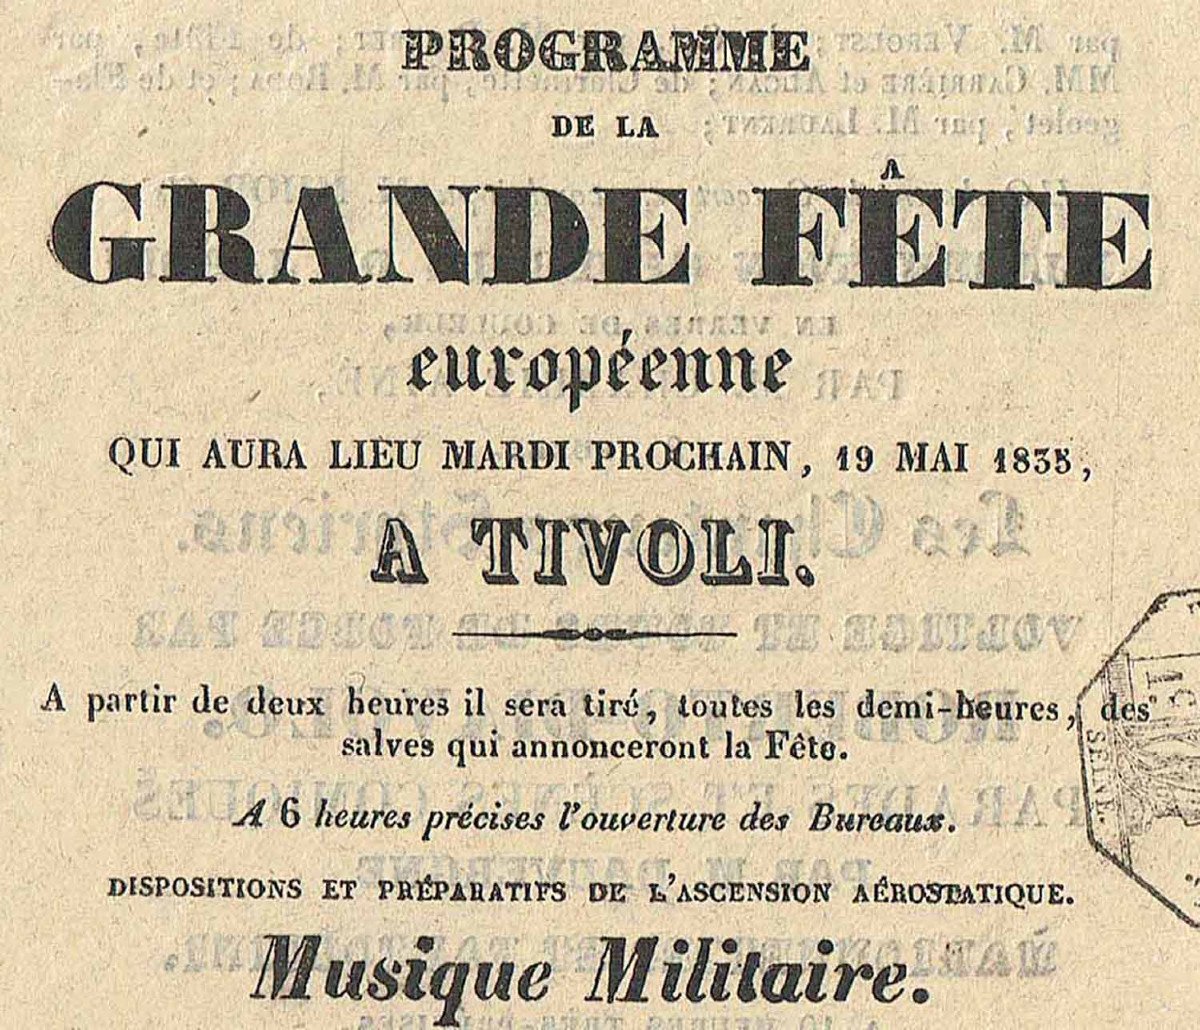 PROGRAMME
DE LA
GRANDE FÊTE
européenne
QUI AURA LIEU MARDI PROCHAIN, 19 MAI 1835,
A TIVOLI.
A partir de deux heures il sera tiré, toutes les demi-heures, des
salves qui annonceront la Fête.
A 6 heures précises l'ouverture des Bureaux.
DISPOSITIONS ET PRÉPARATIFS DE L'ASCENSION AÉROSTATIQUE.
Musique Militaire.
SEINE